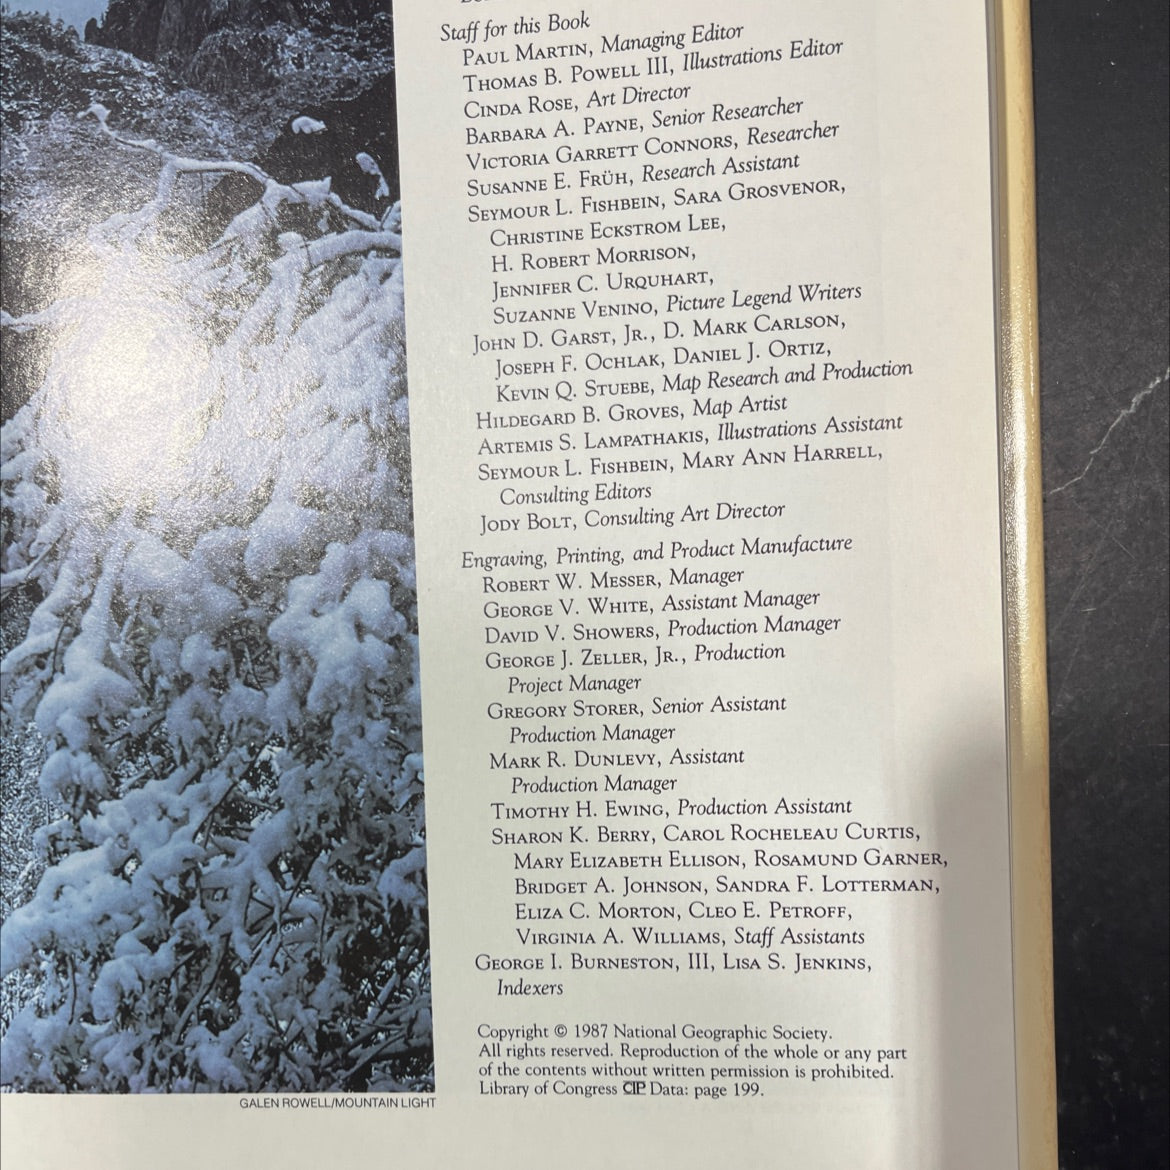 Staff for this Book
PAUL MARTIN, Managing Editor
THOMAS B. POWELL III, Illustrations Editor
CINDA ROSE, Art Director
BARBARA A. PAYNE, Senior Researcher
VICTORIA GARRETT CONNORS, Researcher
SUSANNE E. FRÜH, Research Assistant
SEYMOUR L. FISHBEIN, SARA GROSVENOR,
CHRISTINE ECKSTROM LEE,
H. ROBERT MORRISON,
JENNIFER C. URQUHART,
SUZANNE VENINO, Picture Legend Writers
JOHN D. GARST, JR., D. MARK CARLSON,
JOSEPH F. OCHLAK, DANIEL J. ORTIZ,
KEVIN Q. STUEBE, Map Research and Production
HILDEGARD B. GROVES, Map Artist
ARTEMIS S. LAMPATHAKIS, Illustrations Assistant
SEYMOUR L. FISHBEIN, MARY ANN HARRELL,
Consulting Editors
JODY BOLT, Consulting Art Director
Engraving, Printing, and Product Manufacture
ROBERT W. MESSER, Manager
GEORGE V. WHITE, Assistant Manager
DAVID V. SHOWERS, Production Manager
GEORGE J. ZELLER, JR., Production
Project Manager
GREGORY STORER, Senior Assistant
Production Manager
MARK R. DUNLEVY, Assistant
Production Manager
TIMOTHY H. EWING, Production Assistant
SHARON K. BERRY, CAROL ROCHELEAU CURTIS,
MARY ELIZABETH ELLISON, ROSAMUND GARNER,
BRIDGET A. JOHNSON, SANDRA F. LOTTERMAN,
ELIZA C. MORTON, CLEO E. PETROFF,
VIRGINIA A. WILLIAMS, Staff Assistants
GEORGE I. BURNESTON, III, LISA S. JENKINS,
Indexers
Copyright © 1987 National Geographic Society.
All rights reserved. Reproduction of the whole or any part
of the contents without written permission is prohibited.
Library of Congress CIP Data: page 199.
GALEN ROWELL/MOUNTAIN LIGHT